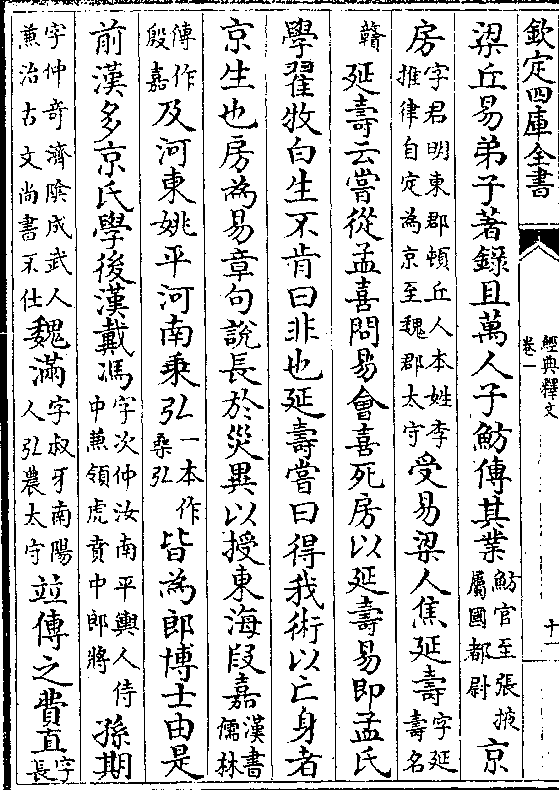 欽定四庫全書
經典釋文
卷一
十一
梁丘易弟子著錄且萬人子魴傳其業魴官至張掖屬國都尉京
房字君明東郡頓丘人本姓李推律自定為京至魏郡太守受易梁人焦延壽字延壽名
贛延壽云嘗從孟喜問易會喜死房以延壽易即孟氏
學翟牧白生不肯曰非也延壽嘗曰得我術以亡身者
京生也房為易章句說長於災異以授東海段嘉漢書儒林
傳作殷嘉及河東姚平河南乗弘一本作桑弘皆為郎博士由是
前漢多京氏學後漢戴馮字次仲汝南平輿人侍中兼領虎賁中郎將孫期
字仲奇濟陰成武人兼治古文尚書不仕魏滿字叔牙南陽人弘農太守竝傳之費直字長